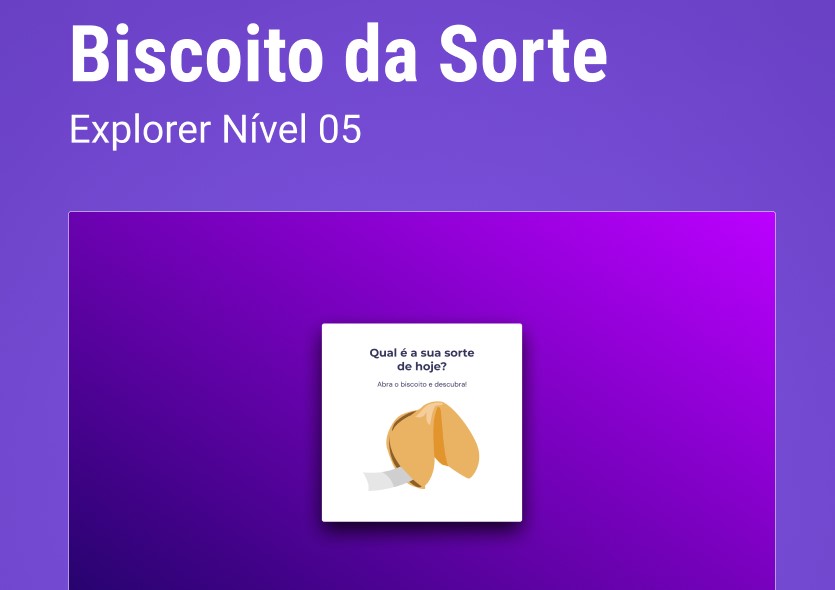 Biscoito da Sorte
Explorer Nível 05
Qual é a sua sorte
de hoje?
Abra o biscoito e descubra!